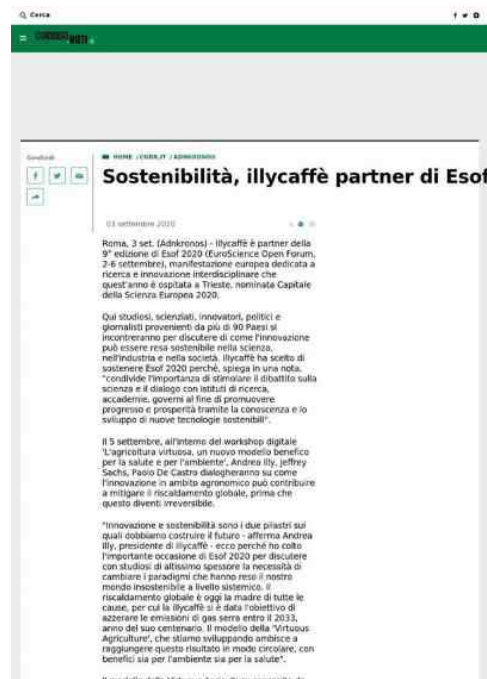 Cerca
RIETI
Condividi:
HOME / CORR.IT / ADNKRONOS
Sostenibilità, illycaffè partner di Esof
03 settembre 2020
Roma, 3 set. (Adnkronos) - Illycaffè è partner della
9° edizione di Esof 2020 (EuroScience Open Forum,
2-6 settembre), manifestazione europea dedicata a
ricerca e innovazione interdisciplinare che
quest'anno è ospitata a Trieste, nominata Capitale
della Scienza Europea 2020.
Qui studiosi, scienziati, innovatori, politici e
giornalisti provenienti da più di 90 Paesi si
incontreranno per discutere di come l'innovazione
può essere resa sostenibile nella scienza,
nell'industria e nella società. Illycaffè ha scelto di
sostenere Esof 2020 perché, spiega in una nota,
"condivide l'importanza di stimolare il dibattito sulla
scienza e il dialogo con istituti di ricerca,
accademie, governi al fine di promuovere
progresso e prosperità tramite la conoscenza e lo
sviluppo di nuove tecnologie sostenibili".
Il 5 settembre, all'interno del workshop digitale
'L'agricoltura virtuosa, un nuovo modello benefico
per la salute e per l'ambiente', Andrea Illy, Jeffrey
Sachs, Paolo De Castro dialogheranno su come
l'innovazione in ambito agronomico può contribuire
a mitigare il riscaldamento globale, prima che
questo diventi irreversibile.
"Innovazione e sostenibilità sono i due pilastri sui
quali dobbiamo costruire il futuro - afferma Andrea
Illy, presidente di illycaffè - ecco perché ho colto
l'importante occasione di Esof 2020 per discutere
con studiosi di altissimo spessore la necessità di
cambiare i paradigmi che hanno reso il nostro
mondo insostenibile a livello sistemico. Il
riscaldamento globale è oggi la madre di tutte le
cause, per cui la illycaffè si è data l'obiettivo di
azzerare le emissioni di gas serra entro il 2033,
anno del suo centenario. Il modello della 'Virtuous
Agriculture', che stiamo sviluppando ambisce a
raggiungere questo risultato in modo circolare, con
benefici sia per l'ambiente sia per la salute".